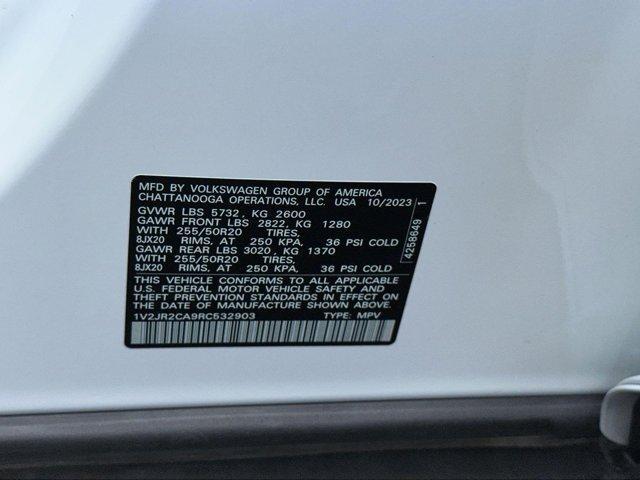 MFD BY VOLKSWAGEN GROUP OF AMERICA
CHATTANOOGA OPERATIONS, LLC. USA 10/2023
GVWR LBS 5732, KG 2600
GAWR FRONT LBS 2822, KG 1280
WITH 255/50R20 TIRES,
8JX20 RIMS, AT 250 KPA, 36 PSI COLD
GAWR REAR LBS 3020, KG 1370
WITH 255/50R20 TIRES,
8JX20 RIMS, AT 250 KPA, 36 PSI COLD
THIS VEHICLE CONFORMS TO ALL APPLICABLE
U.S. FEDERAL MOTOR VEHICLE SAFETY AND
THEFT PREVENTION STANDARDS IN EFFECT ON
THE DATE OF MANUFACTURE SHOWN ABOVE.
1V2JR2CA9RC532903 TYPE: MPV
4258649 1